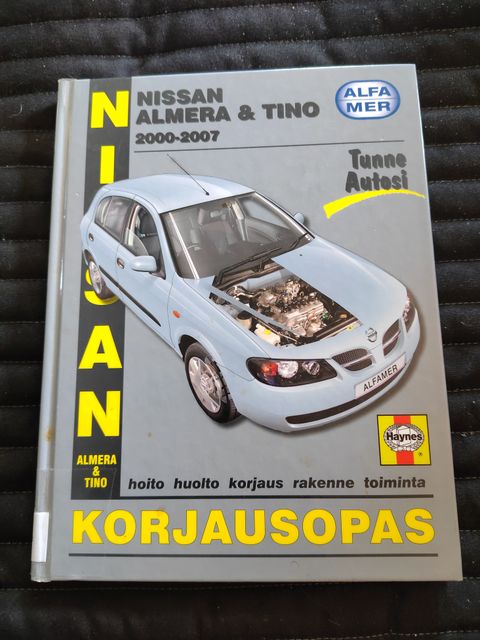 NISSAN
ALMERA & TINO
2000-2007
ALFA
MER
Tunne
Autosi
NISSAN
ALMERA
&
TINO
ALFAMER
Haynes
hoito huolto korjaus rakenne toiminta
KORJAUSOPAS